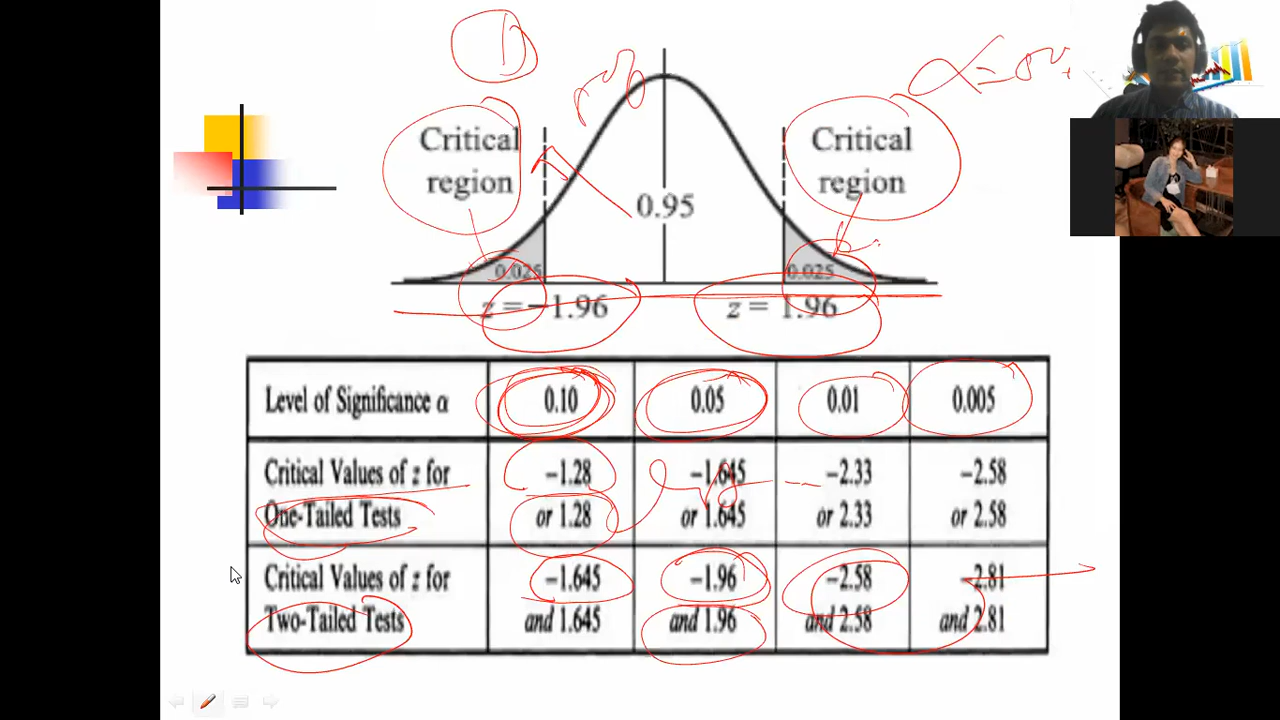 Critical
region
Critical
region
0.95
0.025
0.025
z = −1.96
z = 1.96
Level of Significance α 0.10 0.05 0.01 0.005
Critical Values of z for −1.28 −1.645 −2.33 −2.58
One-Tailed Tests or 1.28 or 1.645 or 2.33 or 2.58
Critical Values of z for −1.645 −1.96 −2.58 −2.81
Two-Tailed Tests and 1.645 and 1.96 and 2.58 and 2.81